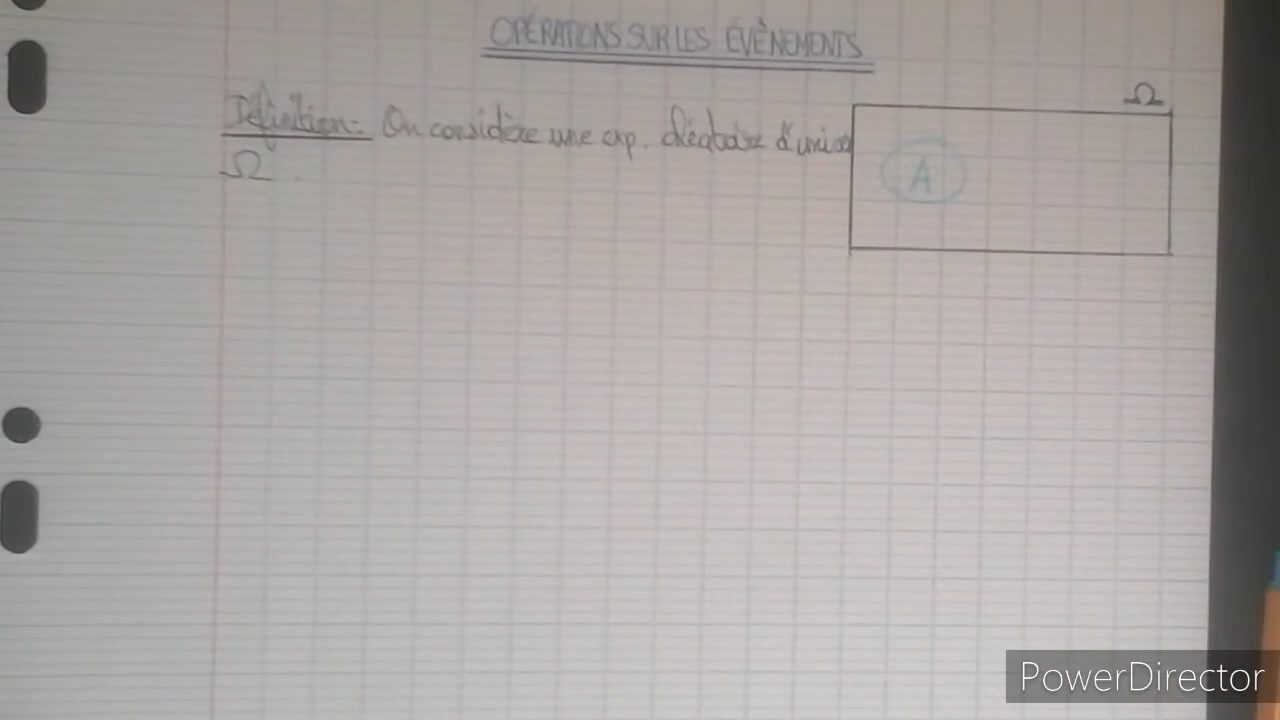 OPÉRATIONS SUR LES ÉVÈNEMENTS
Ω
Définition: On considère une exp. aléatoire d'univers
Ω.
A
PowerDirector